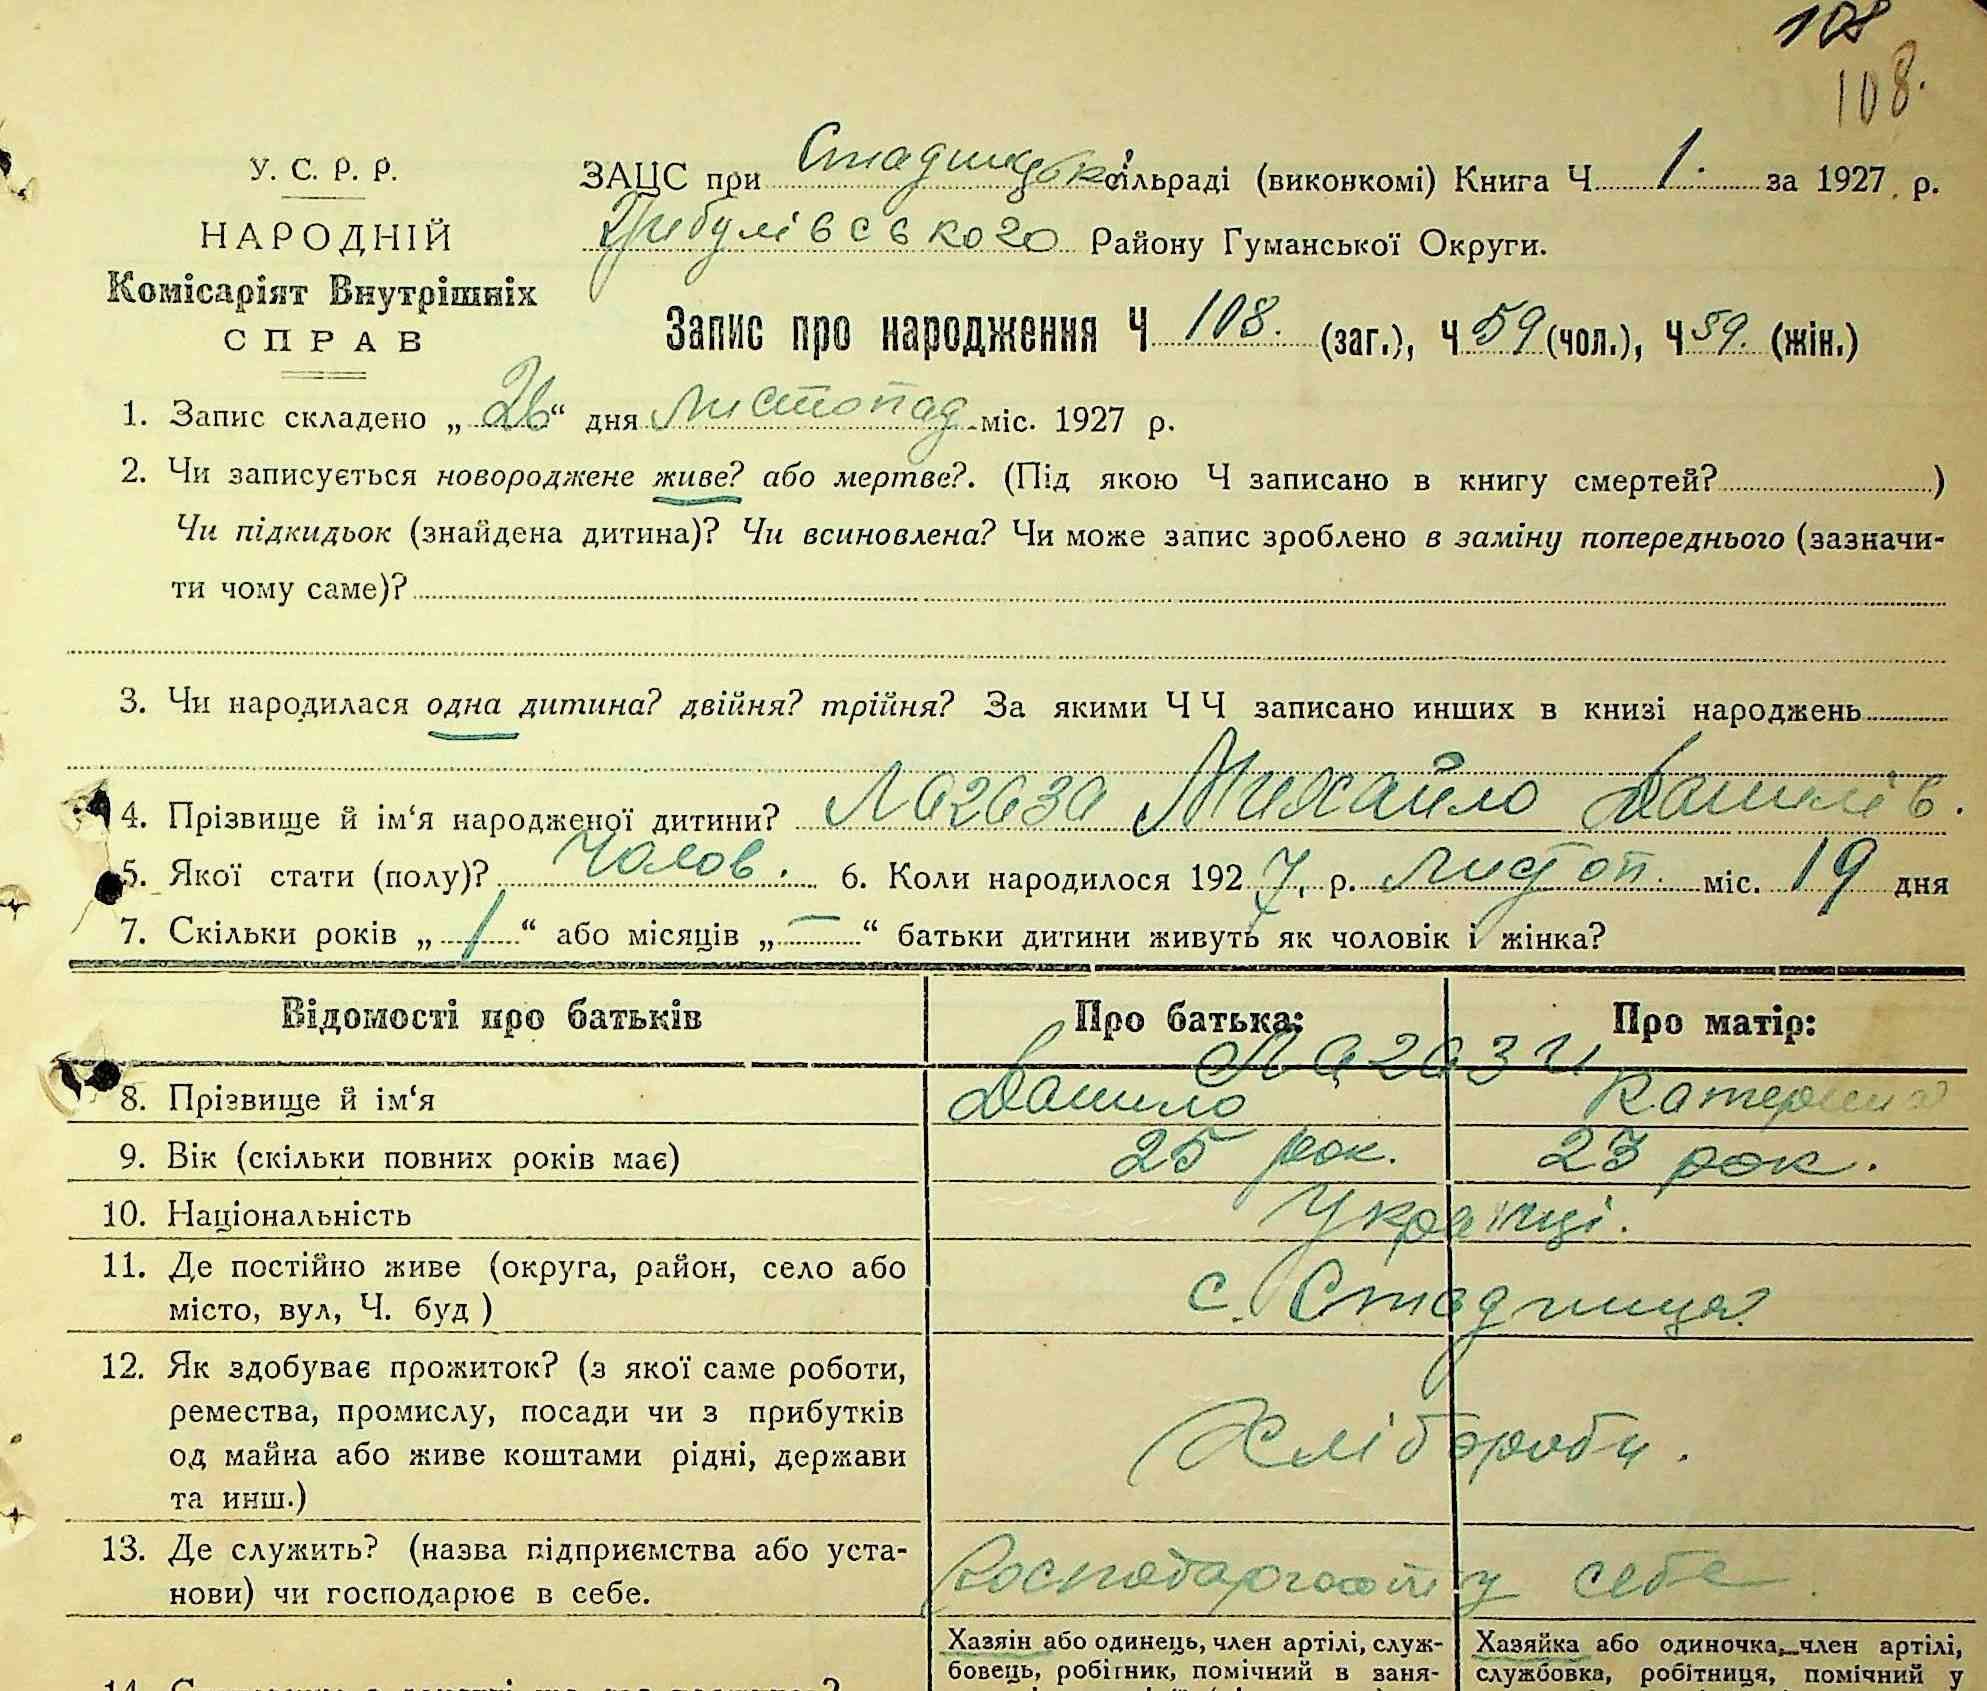 108
108.
У. С. Р. Р.
НАРОДНІЙ
Комісаріят Внутрішніх
СПРАВ
ЗАЦС при Стадницькій сільраді (виконкомі) Книга Ч 1. за 1927 р.
Району Гуманської Округи.
Запис про народження Ч 108. (заг.), Ч 59 (чол.), Ч 59. (жін.)
1. Запис складено „26“ дня листопад міс. 1927 р.
2. Чи записується новороджене живе? або мертве?. (Під якою Ч записано в книгу смертей? )
Чи підкидьок (знайдена дитина)? Чи всиновлена? Чи може запис зроблено в заміну попереднього (зазначи-
ти чому саме)?
3. Чи народилася одна дитина? двійня? трійня? За якими Ч Ч записано инших в книзі народжень
4. Прізвище й ім‘я народженої дитини? Лагаза Михайло Данилів.
5. Якої стати (полу)? Чолов. 6. Коли народилося 1927, р. листоп. міс. 19 дня
7. Скільки років „1“ або місяців „—“ батьки дитини живуть як чоловік і жінка?
Відомості про батьків Про батька: Про матір:
Лагази
8. Прізвище й ім‘я Данило Катерина
9. Вік (скільки повних років має) 25 рок. 23 рок.
10. Національність Українці.
11. Де постійно живе (округа, район, село або
місто, вул, Ч. буд ) с. Стадниця
12. Як здобуває прожиток? (з якої саме роботи,
ремества, промислу, посади чи з прибутків
од майна або живе коштами рідні, держави
та инш.) Хлібороби.
13. Де служить? (назва підприємства або уста-
нови) чи господарює в себе. Господарюють у себе.
Хазяін або одинець, член артілі, служ-
бовець, робітник, помічний в заня-
Хазяйка або одиночка, член артілі,
службовка, робітниця, помічний у